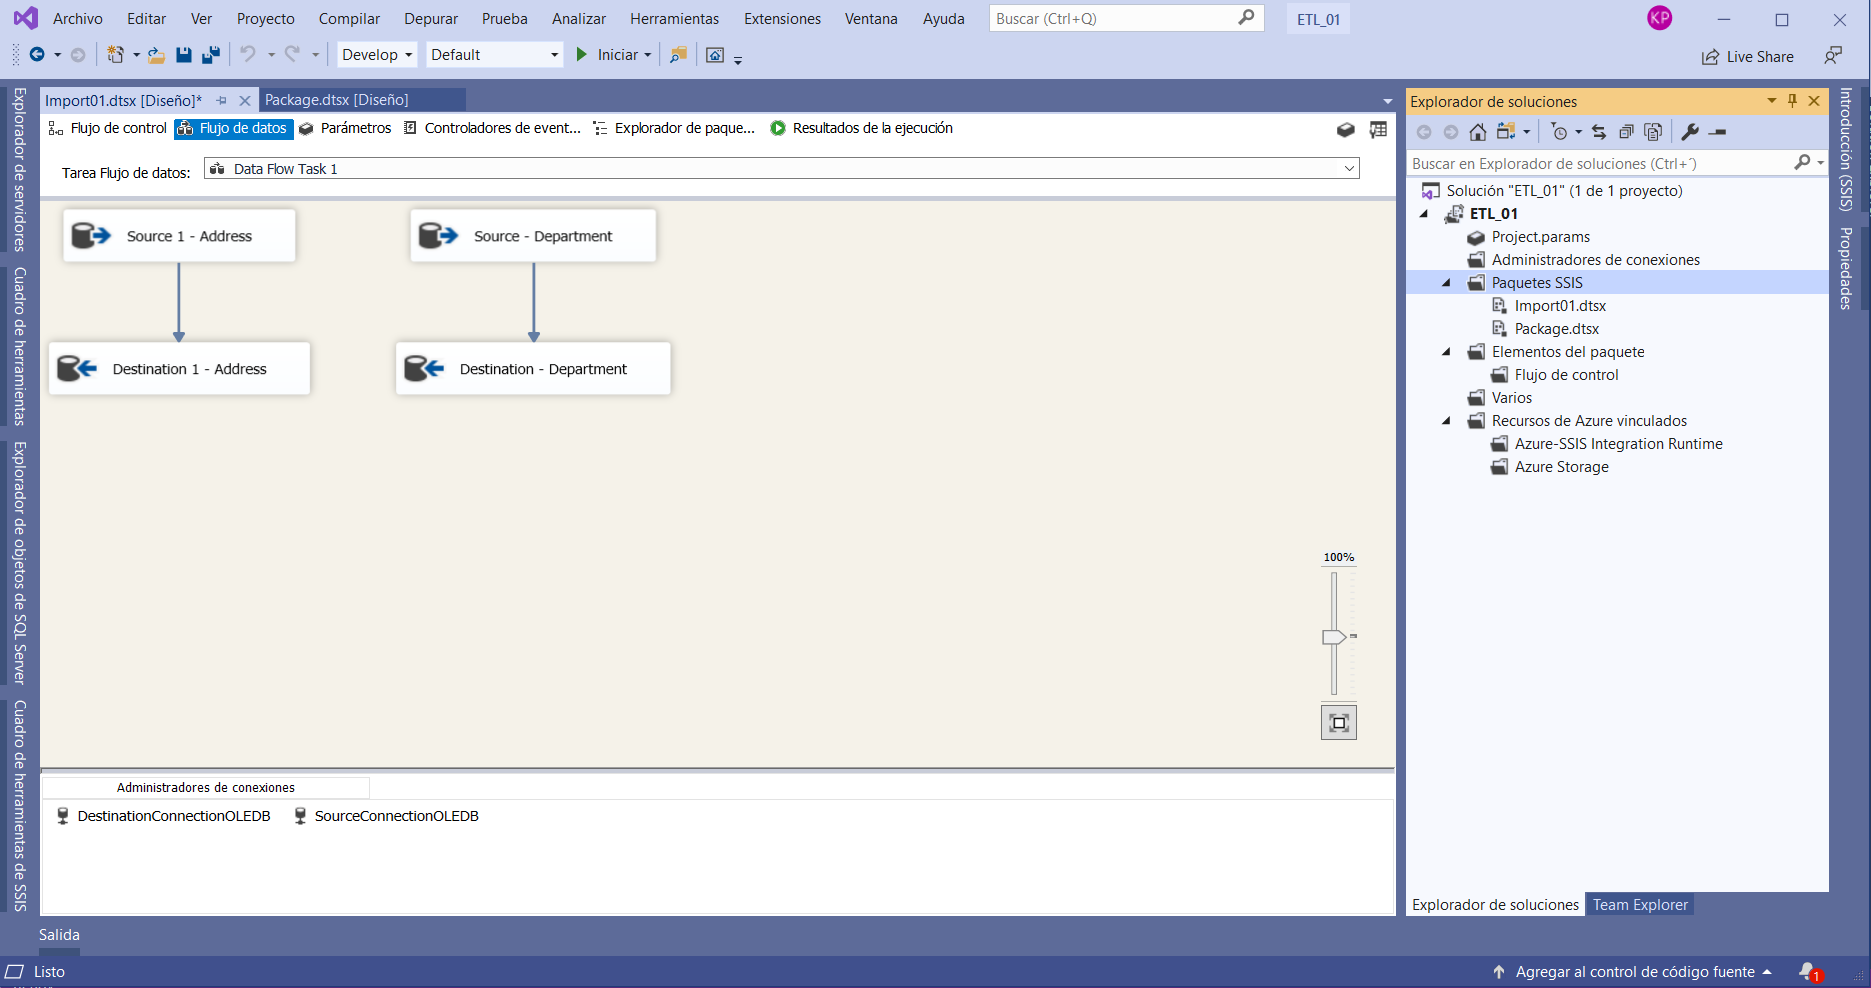 Archivo Editar Ver Proyecto Compilar Depurar Prueba Analizar Herramientas Extensiones Ventana Ayuda Buscar (Ctrl+Q) ETL_01 KP
Develop Default Iniciar Live Share
Import01.dtsx [Diseño]* Package.dtsx [Diseño]
Flujo de control Flujo de datos Parámetros Controladores de event... Explorador de paque... Resultados de la ejecución
Tarea Flujo de datos: Data Flow Task 1
Source 1 - Address Source - Department
Destination 1 - Address Destination - Department
100%
Administradores de conexiones
DestinationConnectionOLEDB SourceConnectionOLEDB
Explorador de servidores
Cuadro de herramientas
Explorador de objetos de SQL Server
Cuadro de herramientas de SSIS
Explorador de soluciones
Buscar en Explorador de soluciones (Ctrl+´)
Solución "ETL_01" (1 de 1 proyecto)
ETL_01
Project.params
Administradores de conexiones
Paquetes SSIS
Import01.dtsx
Package.dtsx
Elementos del paquete
Flujo de control
Varios
Recursos de Azure vinculados
Azure-SSIS Integration Runtime
Azure Storage
Explorador de soluciones Team Explorer
Introducción (SSIS)
Propiedades
Salida
Listo Agregar al control de código fuente 1